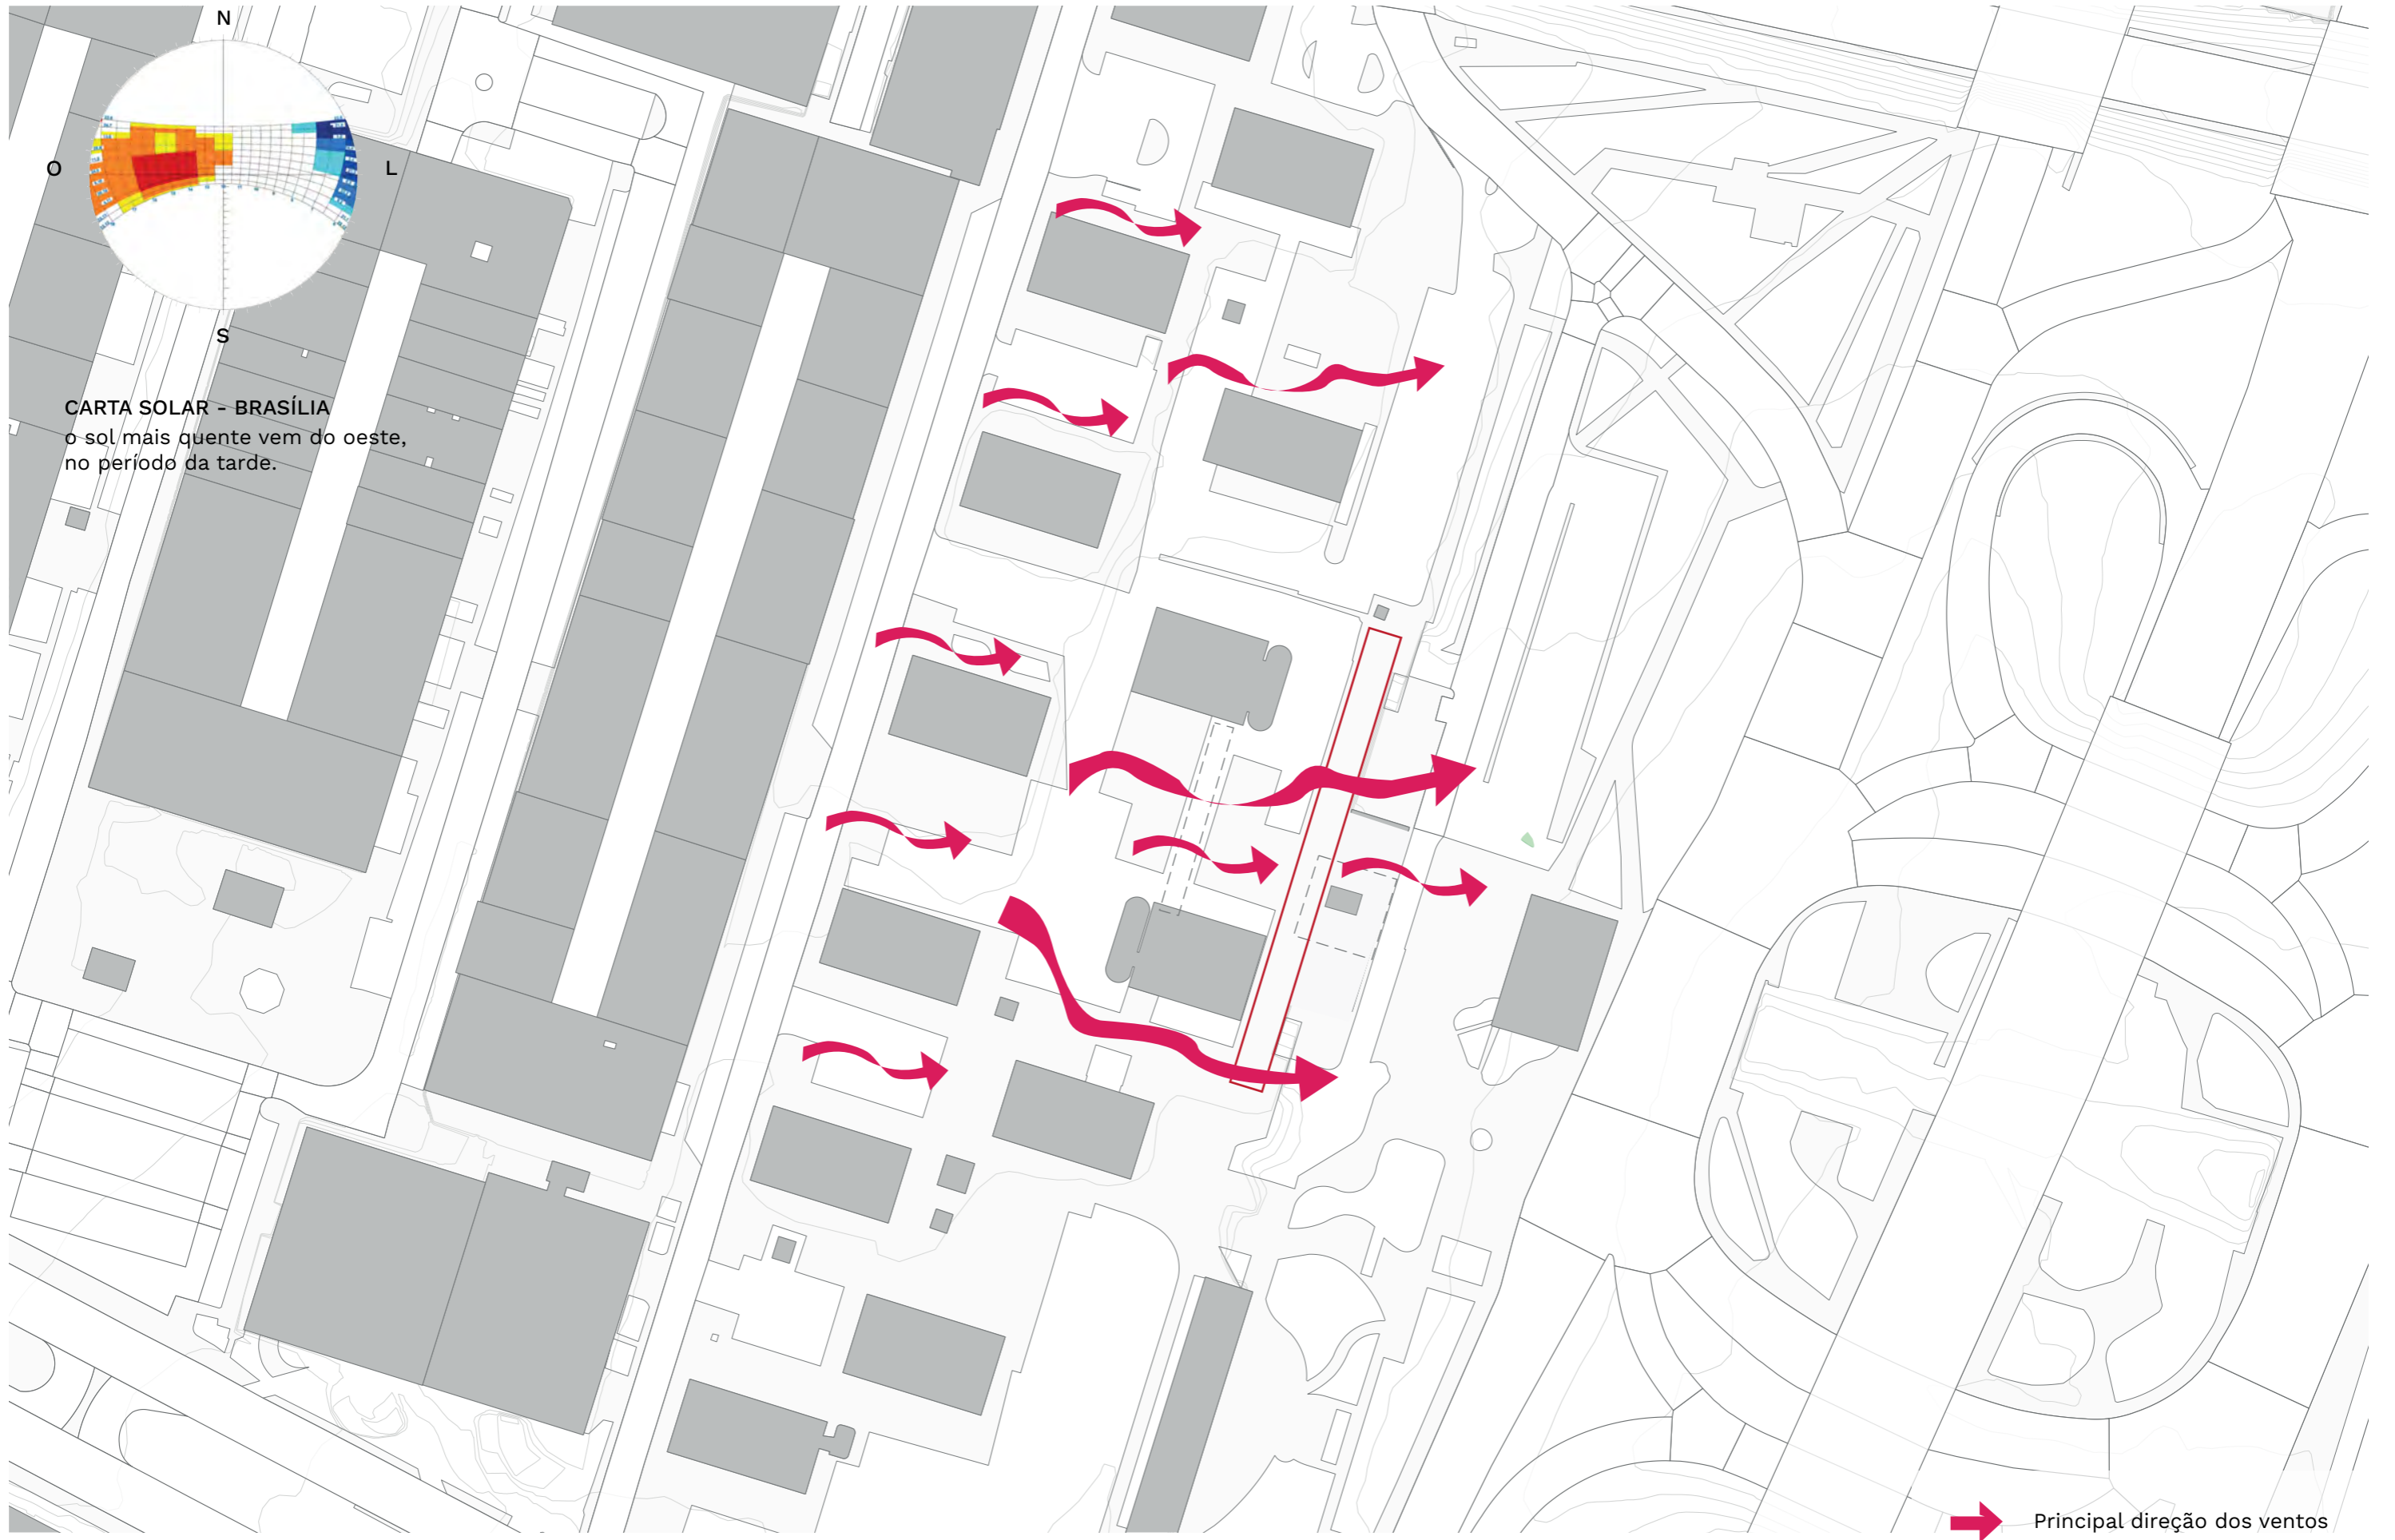 N
O
L
S
CARTA SOLAR - BRASÍLIA
o sol mais quente vem do oeste,
no período da tarde.
Principal direção dos ventos